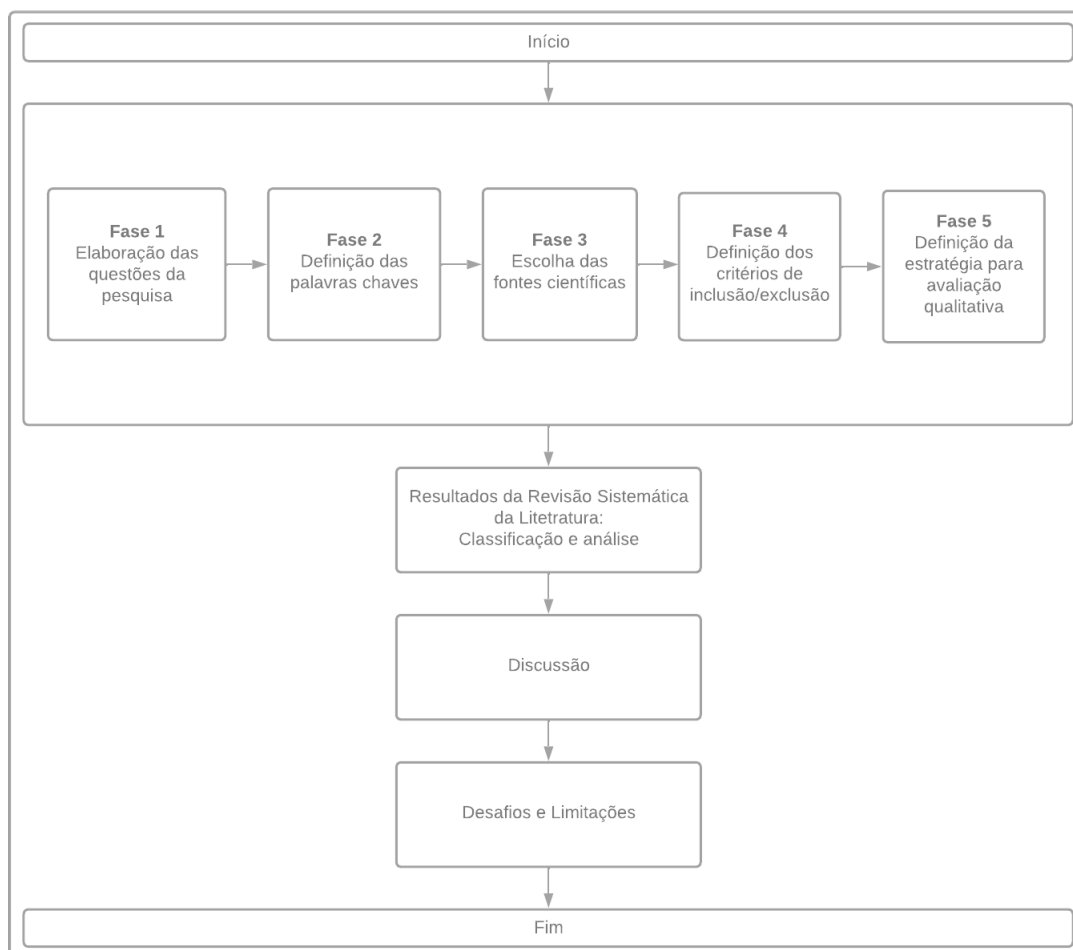 Início
Fase 1
Elaboração das
questões da
pesquisa
Fase 2
Definição das
palavras chaves
Fase 3
Escolha das
fontes científicas
Fase 4
Definição dos
critérios de
inclusão/exclusão
Fase 5
Definição da
estratégia para
avaliação
qualitativa
Resultados da Revisão Sistemática
da Litetratura:
Classificação e análise
Discussão
Desafios e Limitações
Fim